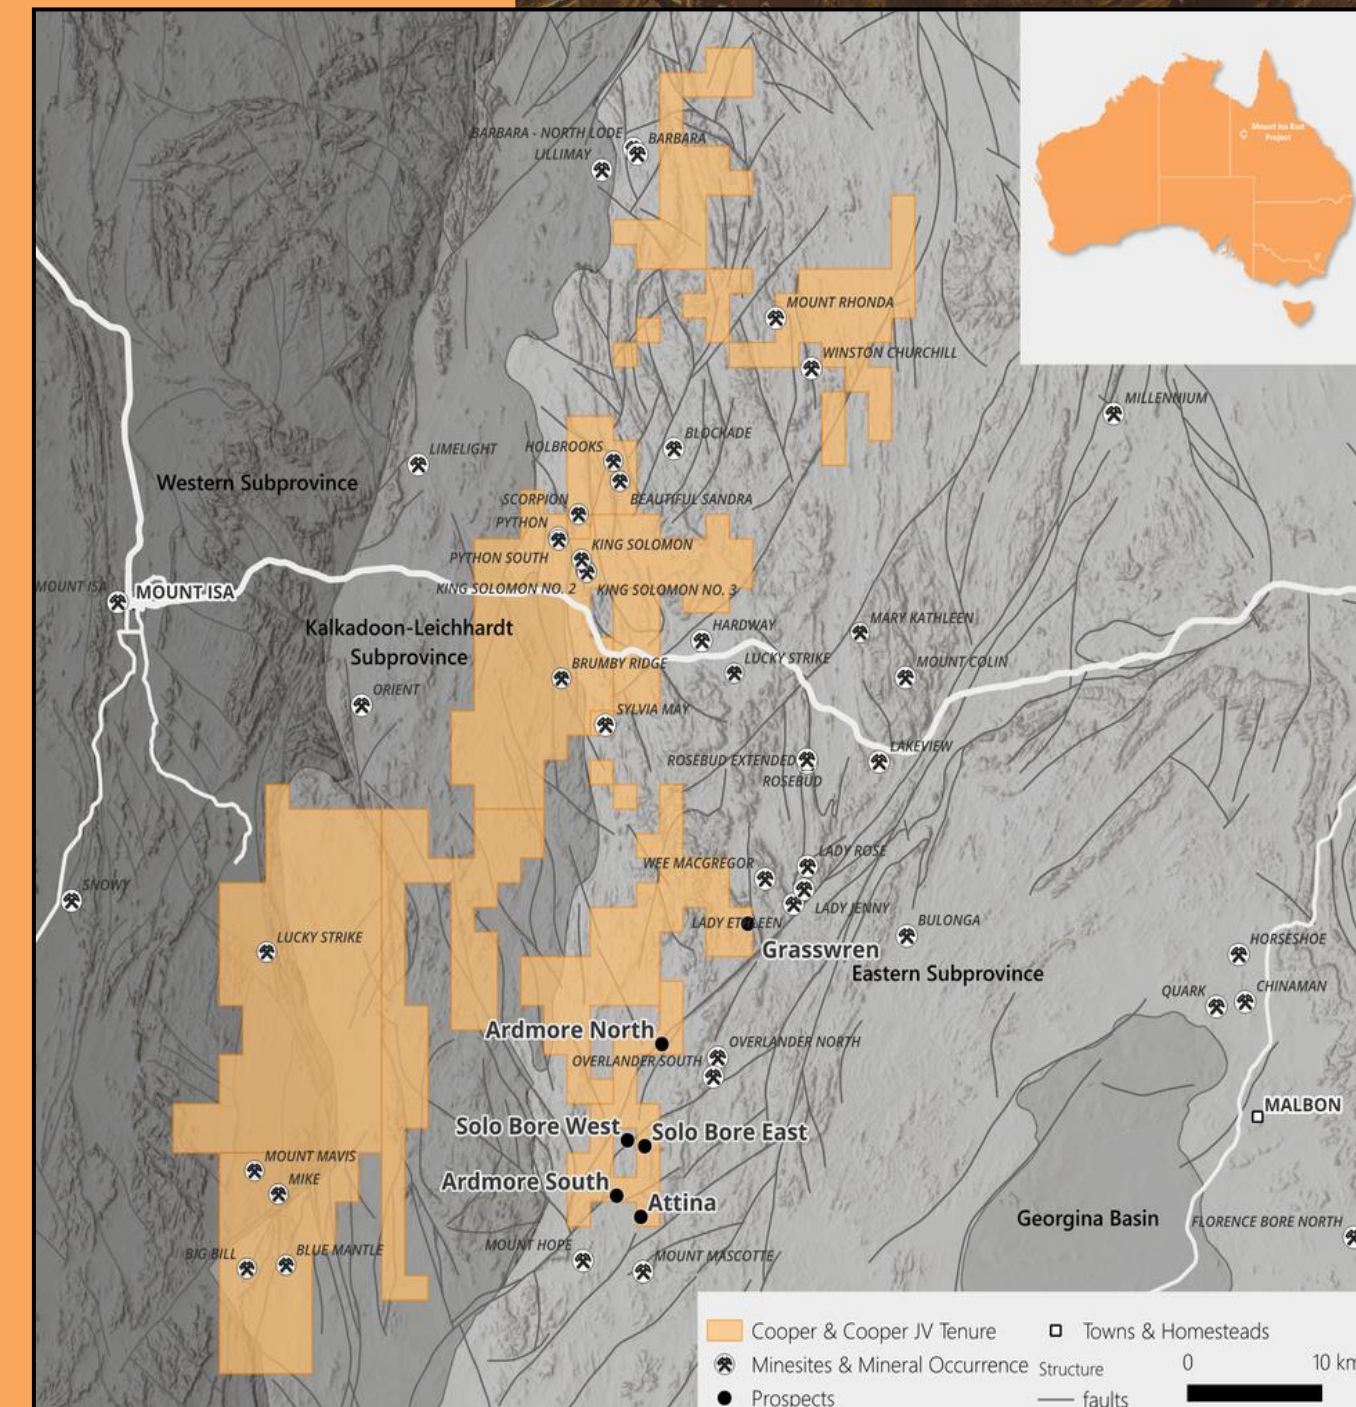 Mount Isa East
Project
BARBARA - NORTH LODE
BARBARA
LILLIMAY
MOUNT RHONDA
WINSTON CHURCHILL
MILLENNIUM
BLOCKADE
HOLBROOKS
LIMELIGHT
Western Subprovince
SCORPION
BEAUTIFUL SANDRA
PYTHON
KING SOLOMON
PYTHON SOUTH
KING SOLOMON NO. 2
KING SOLOMON NO. 3
MOUNT ISA
MOUNT ISA
Kalkadoon-Leichhardt
Subprovince
HARDWAY
MARY KATHLEEN
LUCKY STRIKE
MOUNT COLIN
BRUMBY RIDGE
ORIENT
SYLVIA MAY
LAKEVIEW
ROSEBUD EXTENDED
ROSEBUD
LADY ROSE
WEE MACGREGOR
SNOWY
LADY JENNY
LADY ETHLEEN
BULONGA
LUCKY STRIKE
Grasswren
Eastern Subprovince
HORSESHOE
QUARK
CHINAMAN
Ardmore North
OVERLANDER NORTH
OVERLANDER SOUTH
MALBON
Solo Bore West
Solo Bore East
MOUNT MAVIS
MIKE
Ardmore South
Attina
Georgina Basin
FLORENCE BORE NORTH
MOUNT HOPE
BIG BILL
BLUE MANTLE
MOUNT MASCOTTE
Cooper & Cooper JV Tenure
Towns & Homesteads
Minesites & Mineral Occurrence
Structure
0
10 km
Prospects
faults